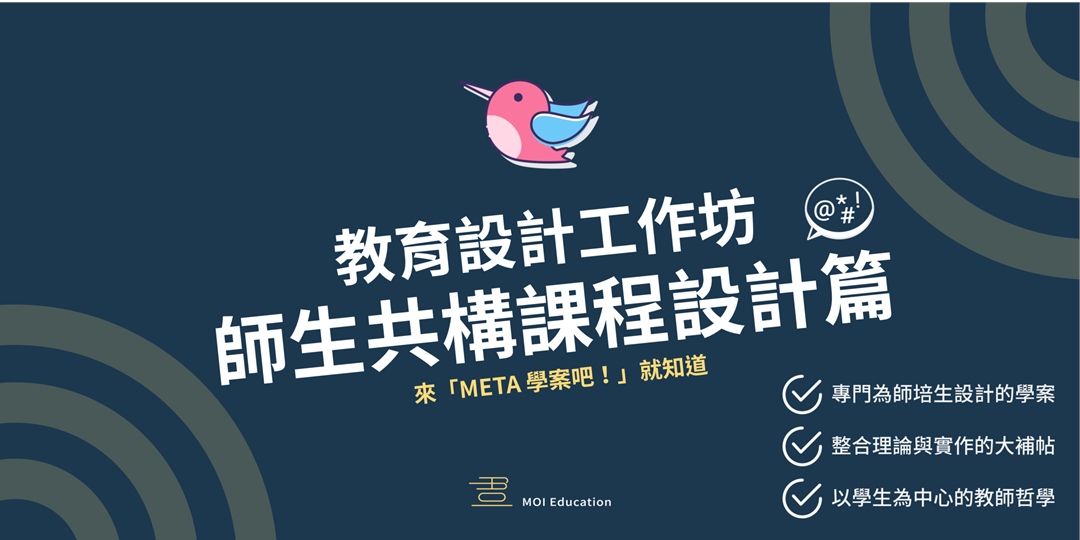 @*#!
教育設計工作坊
師生共構課程設計篇
來「META 學案吧！」就知道
專門為師培生設計的學案
整合理論與實作的大補帖
以學生為中心的教師哲學
MOI Education